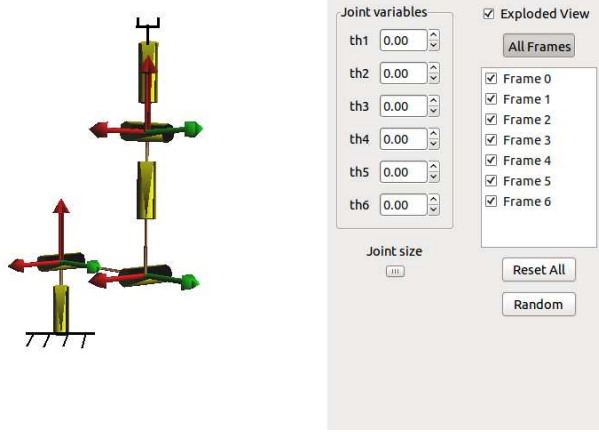 Joint variables
th1 0.00
th2 0.00
th3 0.00
th4 0.00
th5 0.00
th6 0.00
Joint size
Exploded View
All Frames
Frame 0
Frame 1
Frame 2
Frame 3
Frame 4
Frame 5
Frame 6
Reset All
Random